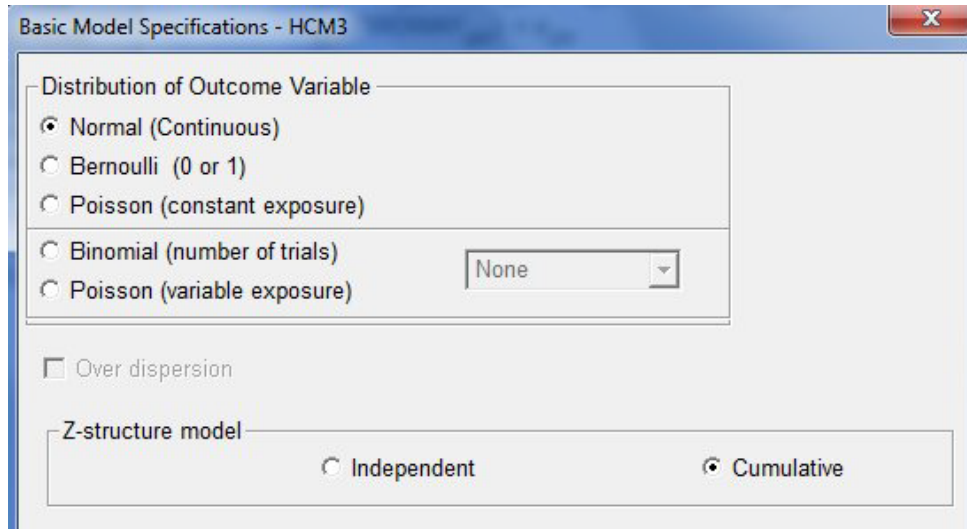 Basic Model Specifications - HCM3
Distribution of Outcome Variable
Normal (Continuous)
Bernoulli (0 or 1)
Poisson (constant exposure)
Binomial (number of trials)
None
Poisson (variable exposure)
Over dispersion
Z-structure model
Independent
Cumulative